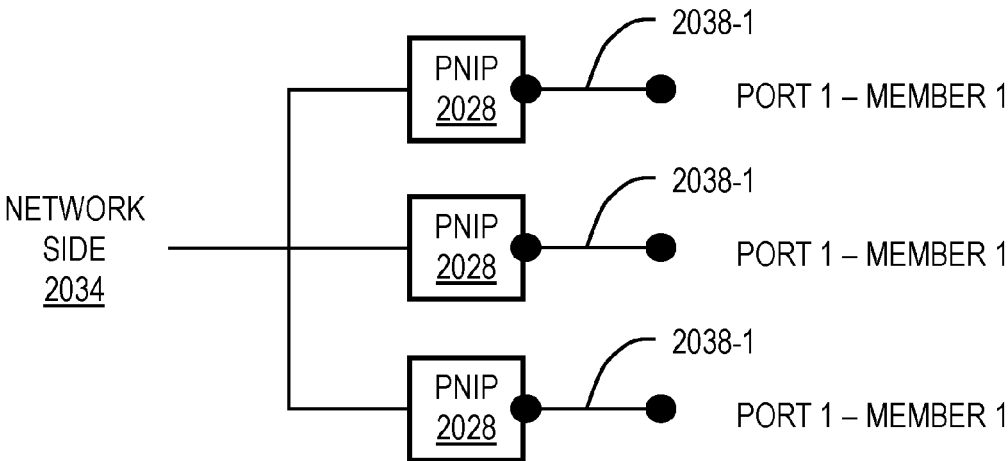 2038-1
PNIP
2028
PORT 1 – MEMBER 1
2038-1
NETWORK
SIDE
2034
PNIP
2028
PORT 1 – MEMBER 1
2038-1
PNIP
2028
PORT 1 – MEMBER 1